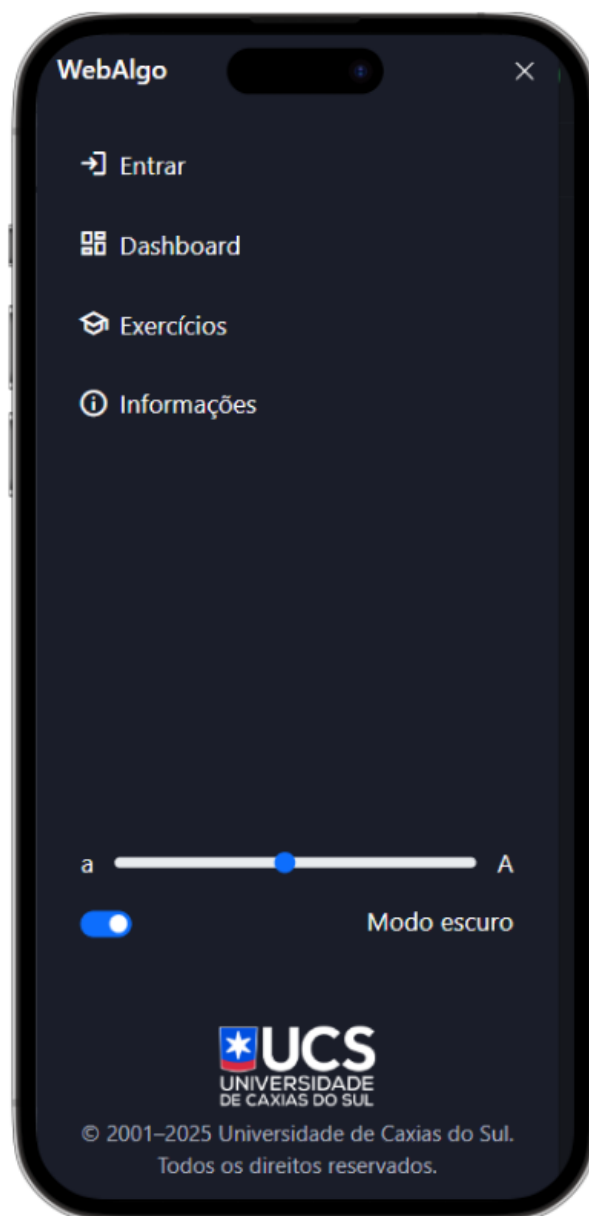 WebAlgo
Entrar
Dashboard
Exercícios
Informações
a A
Modo escuro
UCS
UNIVERSIDADE
DE CAXIAS DO SUL
© 2001–2025 Universidade de Caxias do Sul.
Todos os direitos reservados.